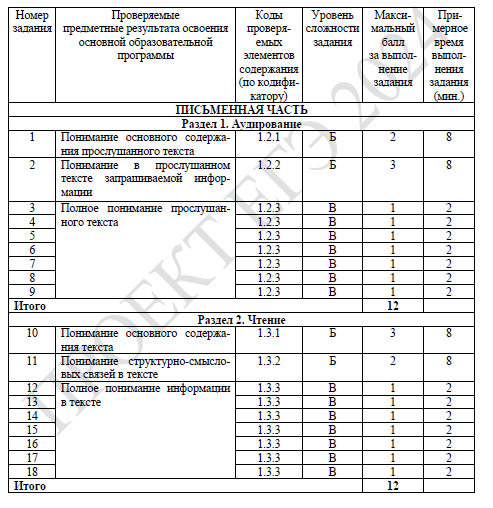 Номер задания Проверяемые предметные результата освоения основной образовательной программы Коды проверя-емых элементов содержания (по кодифи-катору) Уровень сложности задания Макси-мальный балл за выпол-нение задания При-мерное время выпол-нения задания (мин.)
ПИСЬМЕННАЯ ЧАСТЬ
Раздел 1. Аудирование
1 Понимание основного содержа- 1.2.1 Б 2 8
ния прослушанного текста
2 Понимание в прослушанном 1.2.2 Б 3 8
тексте запрашиваемой инфор-
мации
3 Полное понимание прослушан- 1.2.3 В 1 2
4 ного текста 1.2.3 В 1 2
5 1.2.3 В 1 2
6 1.2.3 В 1 2
7 1.2.3 В 1 2
8 1.2.3 В 1 2
9 1.2.3 В 1 2
Итого 12
Раздел 2. Чтение
10 Понимание основного содержа- 1.3.1 Б 3 8
ния текста
11 Понимание структурно-смысло- 1.3.2 Б 2 8
вых связей в тексте
12 Полное понимание информации 1.3.3 В 1 2
13 в тексте 1.3.3 В 1 2
14 1.3.3 В 1 2
15 1.3.3 В 1 2
16 1.3.3 В 1 2
17 1.3.3 В 1 2
18 1.3.3 В 1 2
Итого 12
ПРОЕКТ ЕГЭ 2024